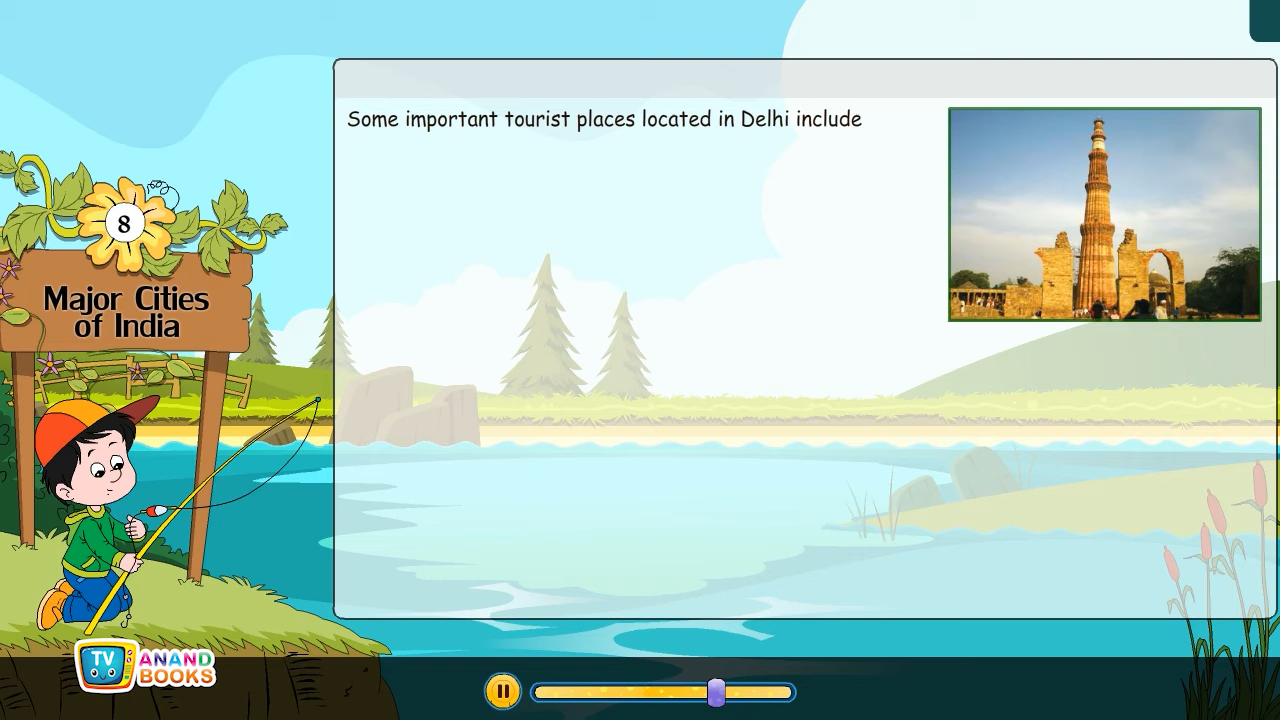 Some important tourist places located in Delhi include
8
Major Cities
of India
TV
ANAND
BOOKS